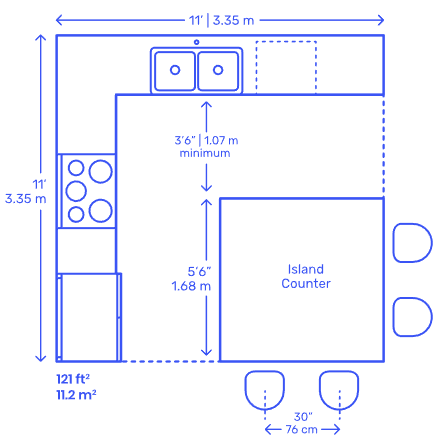 11′ | 3.35 m
3′6″ | 1.07 m
minimum
11′
3.35 m
5′6″
1.68 m
Island
Counter
121 ft²
11.2 m²
30″
76 cm